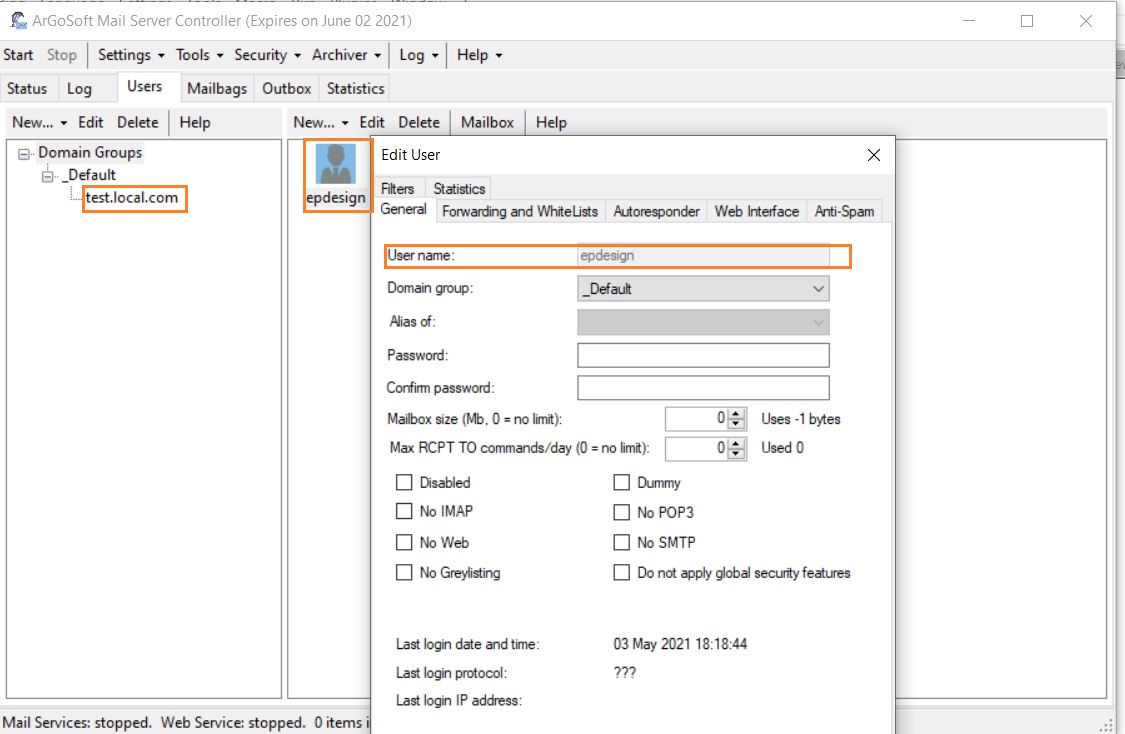 ArGoSoft Mail Server Controller (Expires on June 02 2021)
Start Stop Settings Tools Security Archiver Log Help
Status Log Users Mailbags Outbox Statistics
New... Edit Delete Help
New... Edit Delete Mailbox Help
Domain Groups
_Default
test.local.com
epdesign
Edit User
Filters Statistics
General Forwarding and WhiteLists Autoresponder Web Interface Anti-Spam
User name: epdesign
Domain group: _Default
Alias of:
Password:
Confirm password:
Mailbox size (Mb, 0 = no limit): 0 Uses -1 bytes
Max RCPT TO commands/day (0 = no limit): 0 Used 0
Disabled Dummy
No IMAP No POP3
No Web No SMTP
No Greylisting Do not apply global security features
Last login date and time: 03 May 2021 18:18:44
Last login protocol: ???
Last login IP address:
Mail Services: stopped. Web Service: stopped. 0 items i